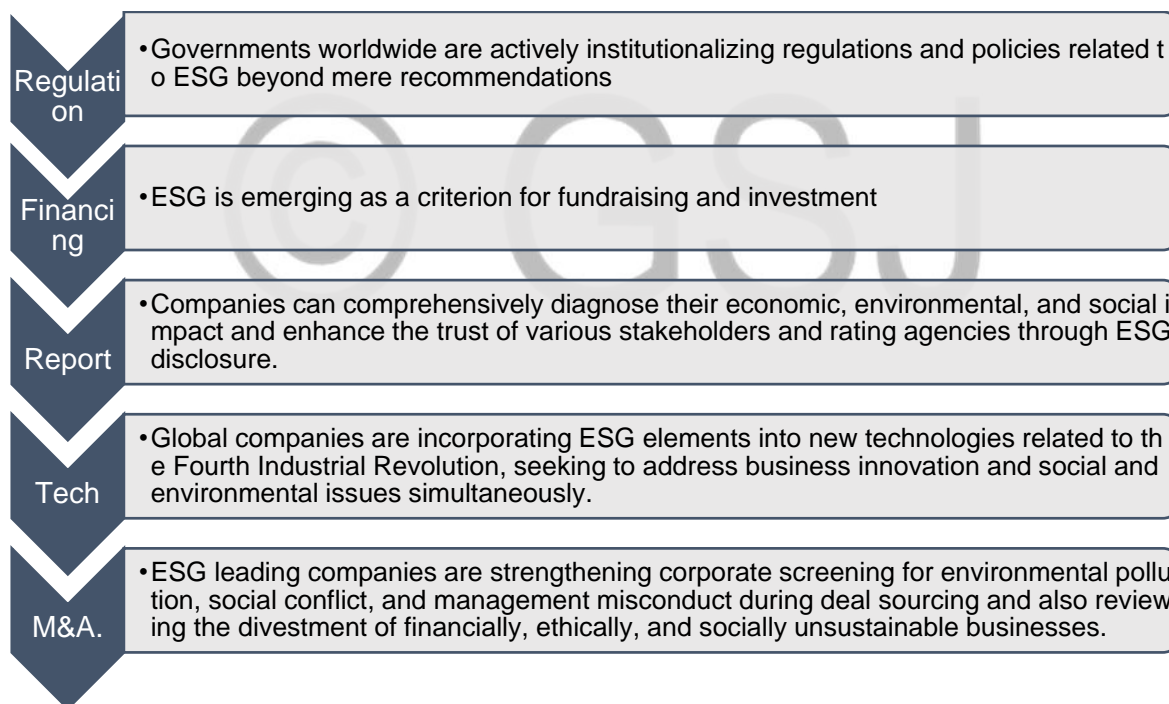 Regulati
on
•Governments worldwide are actively institutionalizing regulations and policies related t
o ESG beyond mere recommendations
Financi
ng
•ESG is emerging as a criterion for fundraising and investment
Report
•Companies can comprehensively diagnose their economic, environmental, and social i
mpact and enhance the trust of various stakeholders and rating agencies through ESG
disclosure.
Tech
•Global companies are incorporating ESG elements into new technologies related to th
e Fourth Industrial Revolution, seeking to address business innovation and social and
environmental issues simultaneously.
M&A.
•ESG leading companies are strengthening corporate screening for environmental pollu
tion, social conflict, and management misconduct during deal sourcing and also review
ing the divestment of financially, ethically, and socially unsustainable businesses.
© GSJ